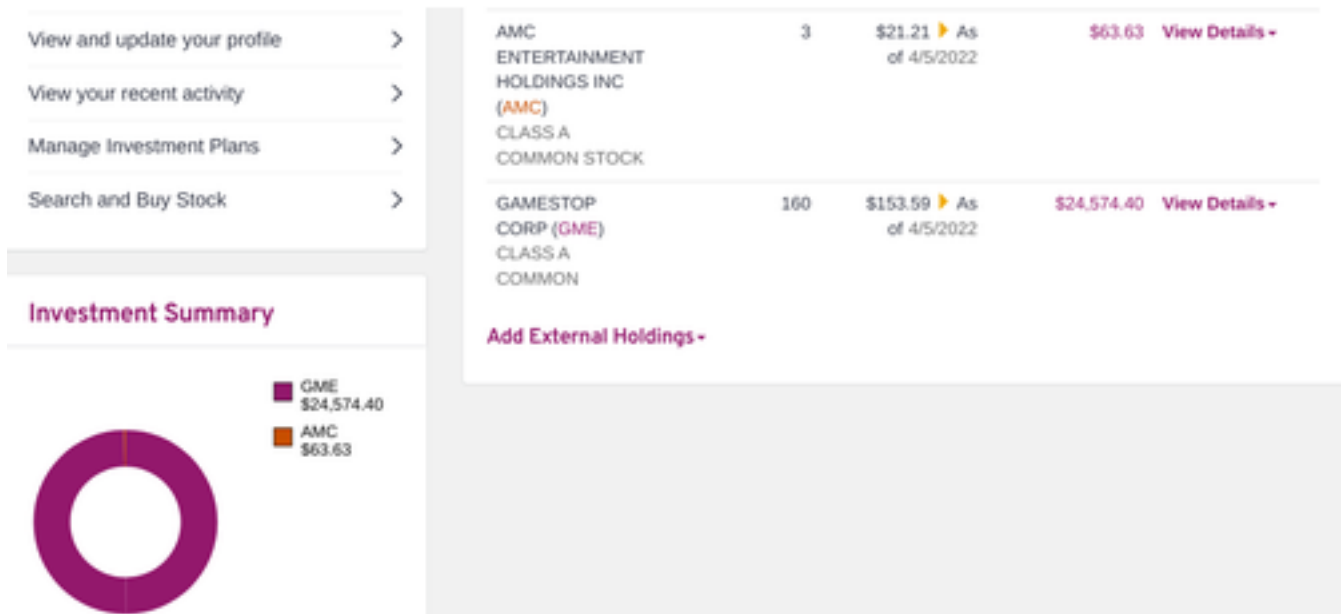 View and update your profile
View your recent activity
Manage Investment Plans
Search and Buy Stock
Investment Summary
GME
$24,574.40
AMC
$63.63
AMC 3 $21.21 As $63.63 View Details
ENTERTAINMENT of 4/5/2022
HOLDINGS INC
(AMC)
CLASS A
COMMON STOCK
GAMESTOP 160 $153.59 As $24,574.40 View Details
CORP (GME) of 4/5/2022
CLASS A
COMMON
Add External Holdings